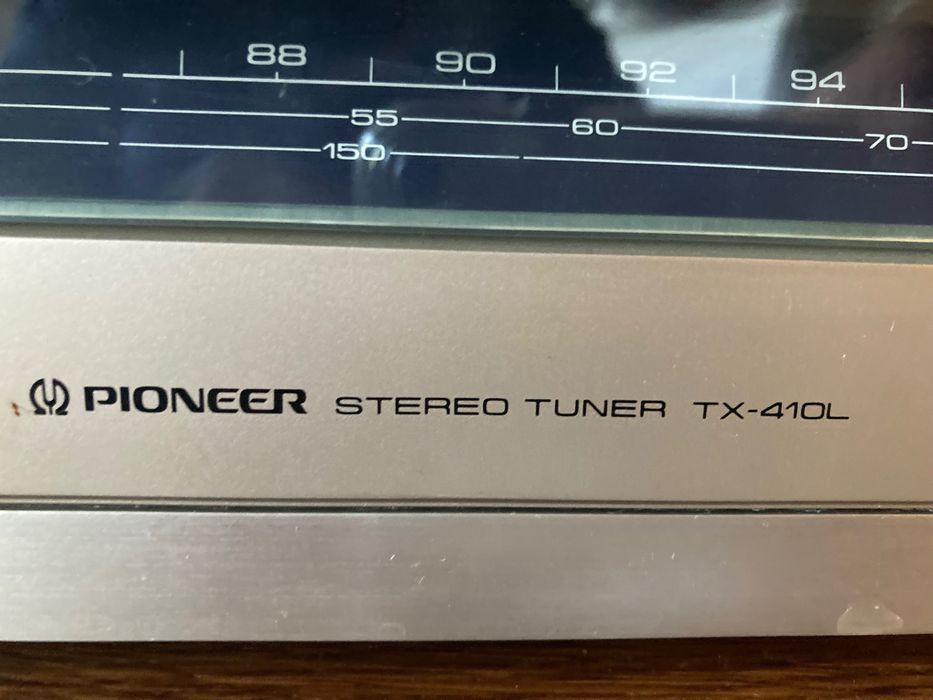 88 90 92 94
55 60 70
150
PIONEER STEREO TUNER TX-410L